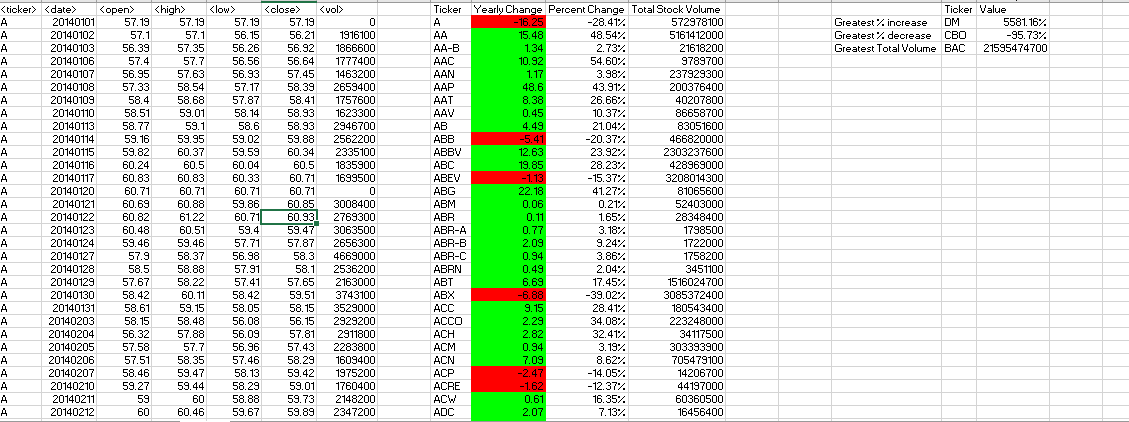 <ticker> <date> <open> <high> <low> <close> <vol> Ticker Yearly Change Percent Change Total Stock Volume Ticker Value
A 20140101 57.19 57.19 57.19 57.19 0 A -16.25 -28.41% 572978100 Greatest % increase DM 5581.16%
A 20140102 57.1 57.1 56.15 56.21 1916100 AA 15.48 48.54% 5161412000 Greatest % decrease CBO -95.73%
A 20140103 56.39 57.35 56.26 56.92 1866600 AA-B 1.34 2.73% 21618200 Greatest Total Volume BAC 21595474700
A 20140106 57.4 57.7 56.56 56.64 1777400 AAC 10.92 54.60% 9789700
A 20140107 56.95 57.63 56.93 57.45 1463200 AAN 1.17 3.98% 237929300
A 20140108 57.33 58.54 57.17 58.39 2659400 AAP 48.6 43.91% 200376400
A 20140109 58.4 58.68 57.87 58.41 1757600 AAT 8.38 26.66% 40207800
A 20140110 58.51 59.01 58.14 58.93 1623300 AAV 0.45 10.37% 86658700
A 20140113 58.77 59.1 58.6 58.93 2946700 AB 4.49 21.04% 83051600
A 20140114 59.16 59.95 59.02 59.88 2562200 ABB -5.41 -20.37% 466820000
A 20140115 59.82 60.37 59.59 60.34 2335100 ABBV 12.63 23.92% 2303237600
A 20140116 60.24 60.5 60.04 60.5 1835900 ABC 19.85 28.23% 428969000
A 20140117 60.83 60.83 60.33 60.71 1699500 ABEV -1.13 -15.37% 3208014300
A 20140120 60.71 60.71 60.71 60.71 0 ABG 22.18 41.27% 81065600
A 20140121 60.69 60.88 59.86 60.85 3008400 ABM 0.06 0.21% 52403000
A 20140122 60.82 61.22 60.71 60.93 2769300 ABR 0.11 1.65% 28348400
A 20140123 60.48 60.51 59.4 59.47 3063500 ABR-A 0.77 3.18% 1798500
A 20140124 59.46 59.46 57.71 57.87 2656300 ABR-B 2.09 9.24% 1722000
A 20140127 57.9 58.37 56.98 58.3 4669000 ABR-C 0.94 3.86% 1758200
A 20140128 58.5 58.88 57.91 58.1 2536200 ABRN 0.49 2.04% 3451100
A 20140129 57.67 58.22 57.41 57.65 2163000 ABT 6.69 17.45% 1516024700
A 20140130 58.42 60.11 58.42 59.51 3743100 ABX -6.88 -39.02% 3085372400
A 20140131 58.61 59.15 58.05 58.15 3529000 ACC 9.15 28.41% 180543400
A 20140203 58.15 58.48 56.08 56.15 2929200 ACCO 2.29 34.08% 223248000
A 20140204 56.32 57.88 56.09 57.81 2911800 ACH 2.82 32.41% 34117500
A 20140205 57.58 57.7 56.96 57.43 2283800 ACM 0.94 3.19% 303393900
A 20140206 57.51 58.35 57.46 58.29 1609400 ACN 7.09 8.62% 705479100
A 20140207 58.46 59.47 58.13 59.42 1975200 ACP -2.47 -14.05% 14206700
A 20140210 59.27 59.44 58.29 59.01 1760400 ACRE -1.62 -12.37% 44197000
A 20140211 59 60 58.88 59.73 2148200 ACW 0.61 16.35% 60360500
A 20140212 60 60.46 59.67 59.89 2347200 ADC 2.07 7.13% 16456400